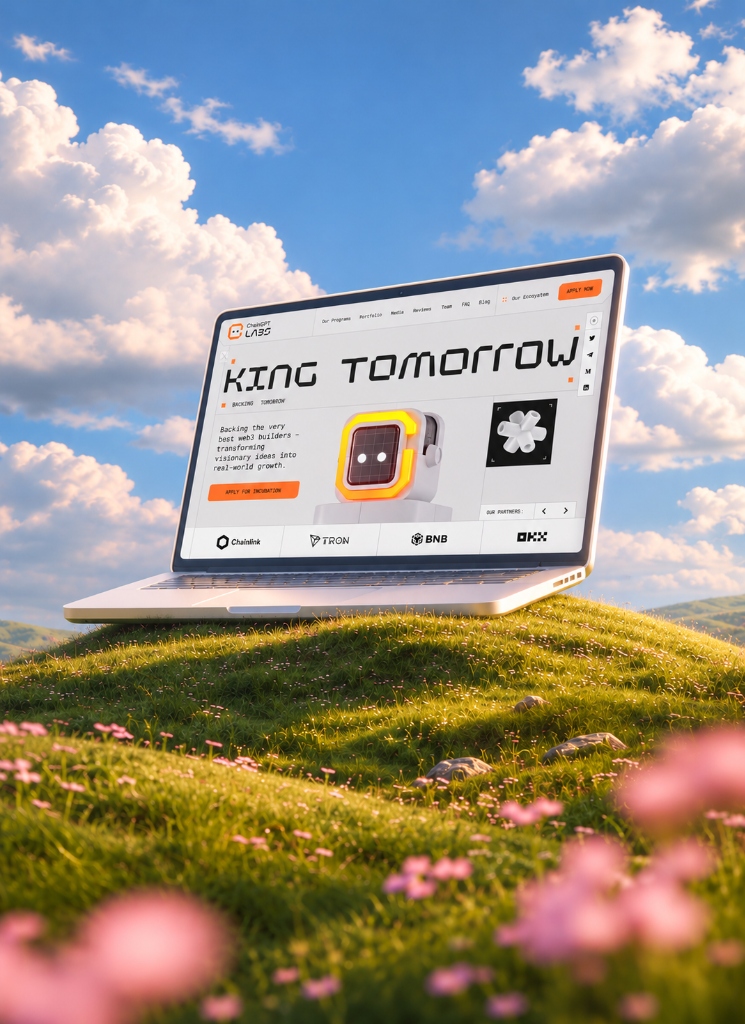 ChainGPT
LABS
Our Programs
Portfolio
Media
Reviews
Team
FAQ
Blog
Our Ecosystem
APPLY NOW
KING TOMORROW
BACKING TOMORROW
Backing the very
best web3 builders –
transforming
visionary ideas into
real-world growth.
APPLY FOR INCUBATION
OUR PARTNERS:
Chainlink
TRON
BNB
OKX